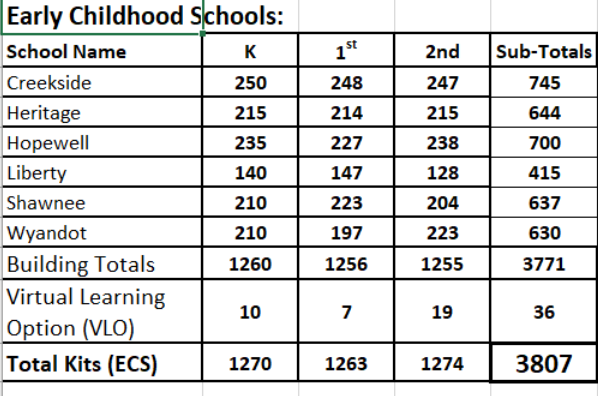 Early Childhood Schools:
School Name K 1st 2nd Sub-Totals
Creekside 250 248 247 745
Heritage 215 214 215 644
Hopewell 235 227 238 700
Liberty 140 147 128 415
Shawnee 210 223 204 637
Wyandot 210 197 223 630
Building Totals 1260 1256 1255 3771
Virtual Learning
Option (VLO) 10 7 19 36
Total Kits (ECS) 1270 1263 1274 3807